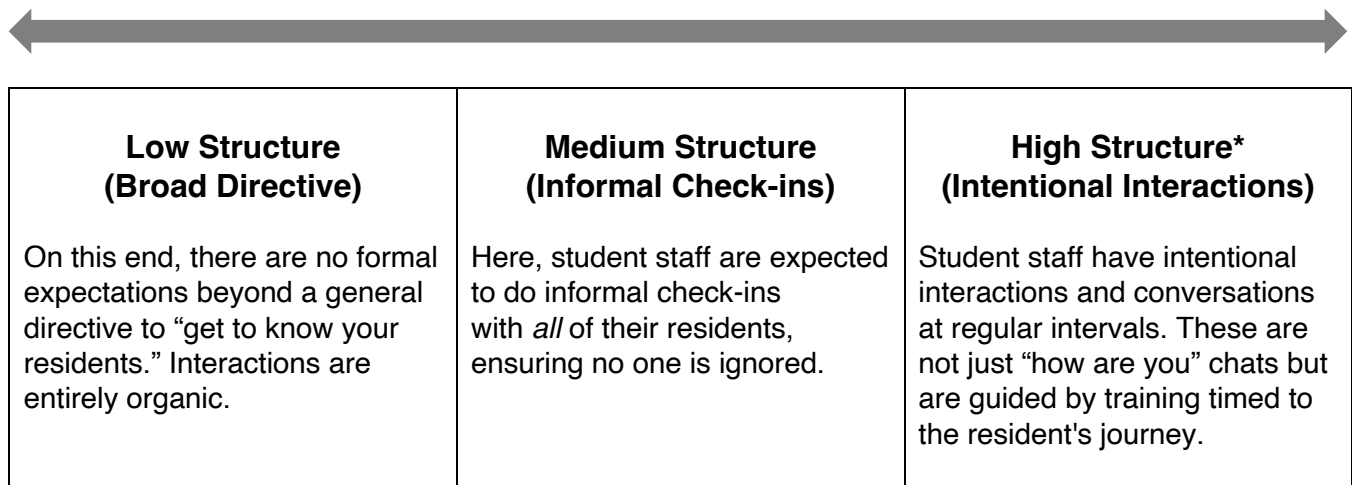 Low Structure
(Broad Directive)
On this end, there are no formal
expectations beyond a general
directive to “get to know your
residents.” Interactions are
entirely organic.
Medium Structure
(Informal Check-ins)
Here, student staff are expected
to do informal check-ins
with all of their residents,
ensuring no one is ignored.
High Structure*
(Intentional Interactions)
Student staff have intentional
interactions and conversations
at regular intervals. These are
not just “how are you” chats but
are guided by training timed to
the resident's journey.